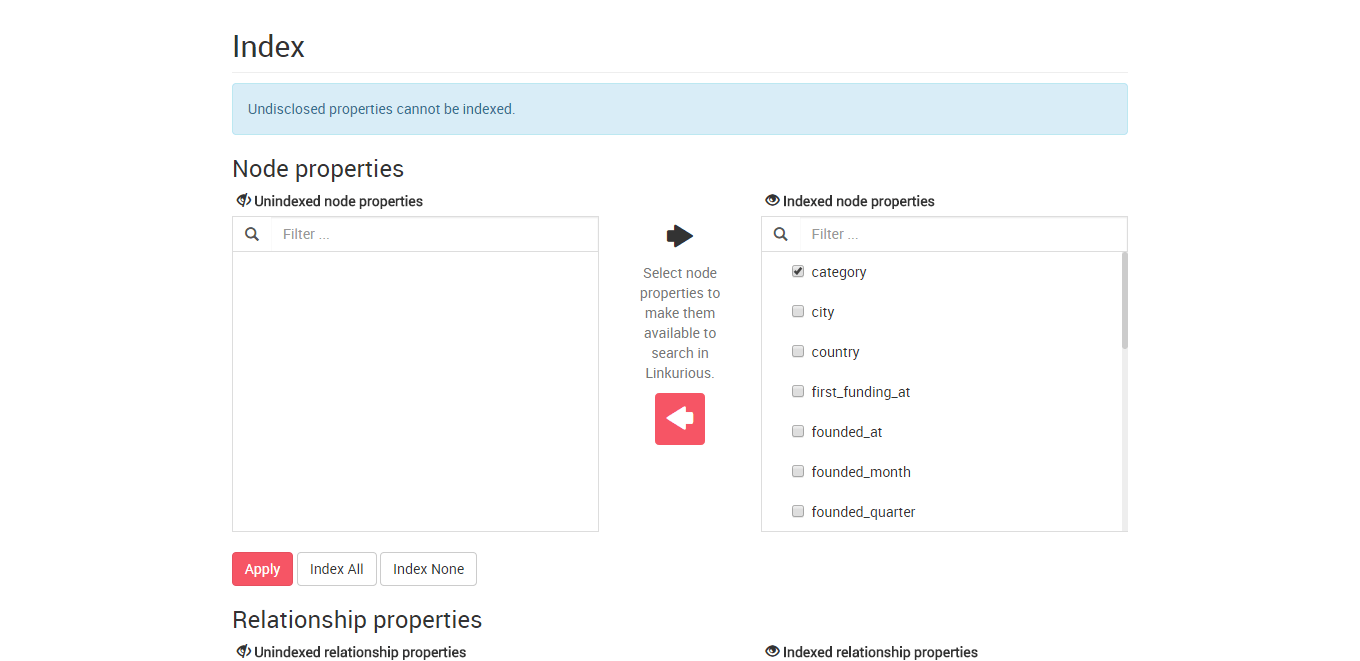 Index
Undisclosed properties cannot be indexed.
Node properties
Unindexed node properties
Filter ...
Select node
properties to
make them
available to
search in
Linkurious.
Indexed node properties
Filter ...
category
city
country
first_funding_at
founded_at
founded_month
founded_quarter
Apply Index All Index None
Relationship properties
Unindexed relationship properties
Indexed relationship properties